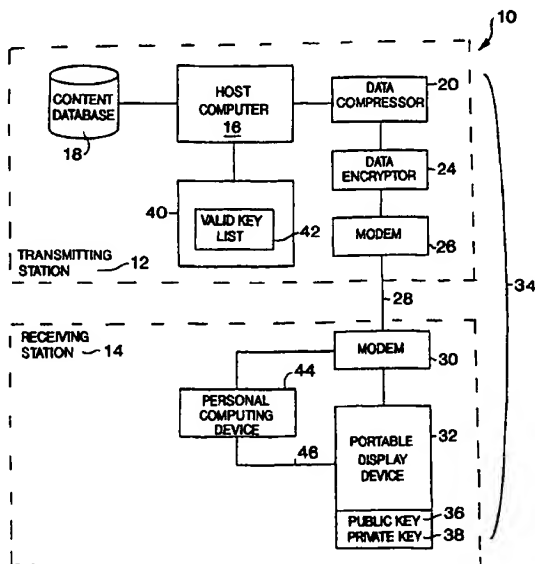 10
CONTENT
DATABASE
18
HOST
COMPUTER
16
DATA
COMPRESSOR
20
DATA
ENCRYPTOR
24
40
VALID KEY
LIST
42
MODEM
26
TRANSMITTING
STATION
12
28
34
RECEIVING
STATION
14
MODEM
30
44
PERSONAL
COMPUTING
DEVICE
46
PORTABLE
DISPLAY
DEVICE
32
PUBLIC KEY
36
PRIVATE KEY
38